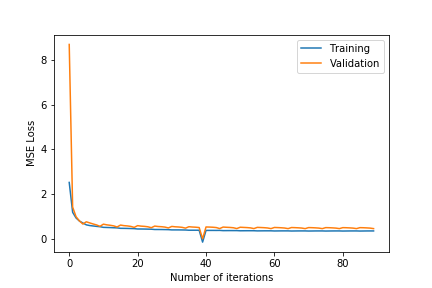 Training
Validation
MSE Loss
8
6
4
2
0
0 20 40 60 80
Number of iterations